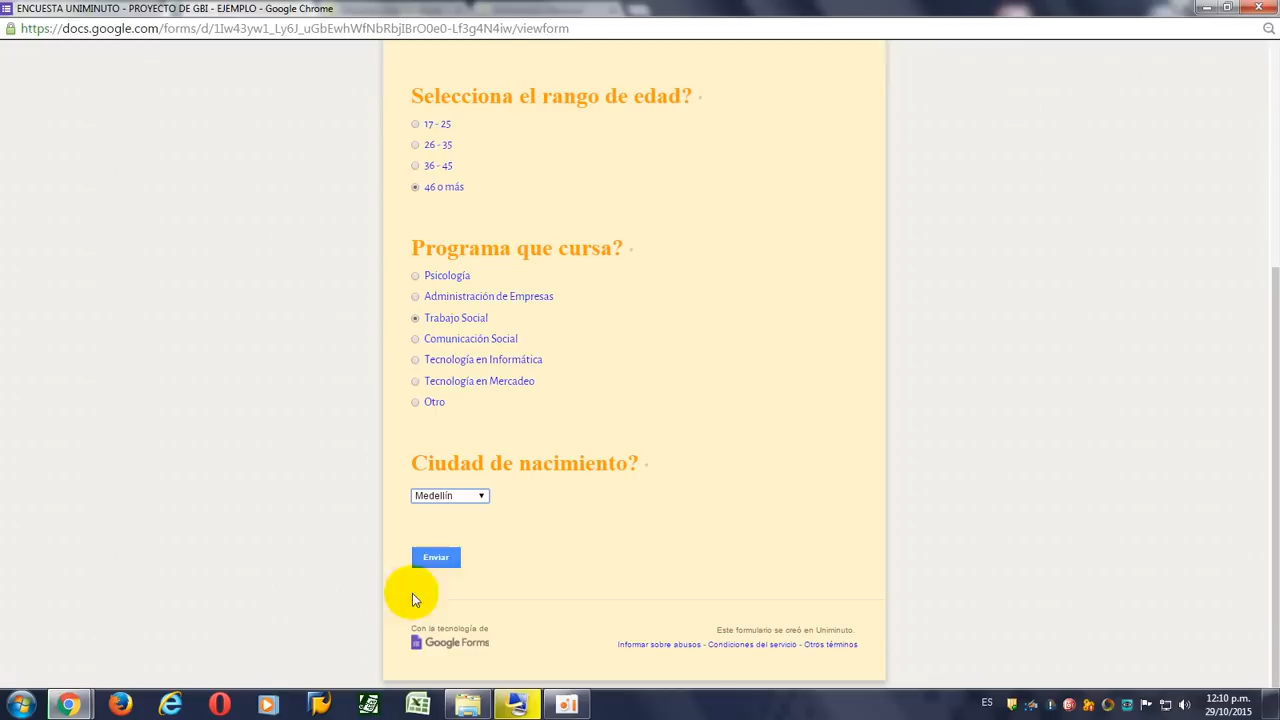 ENCUESTA UNIMINUTO - PROYECTO DE GBI - EJEMPLO - Google Chrome
https://docs.google.com/forms/d/1Iw43yw1_Ly6J_uGbEwhWfNbRbjIBrO0e0-Lf3g4N4iw/viewform
Selecciona el rango de edad? *
17 - 25
26 - 35
36 - 45
46 o más
Programa que cursa? *
Psicología
Administración de Empresas
Trabajo Social
Comunicación Social
Tecnología en Informática
Tecnología en Mercadeo
Otro
Ciudad de nacimiento? *
Medellín
Enviar
Con la tecnología de
Google Forms
Este formulario se creó en Uniminuto.
Informar sobre abusos - Condiciones del servicio - Otros términos
ES
12:10 p.m.
29/10/2015